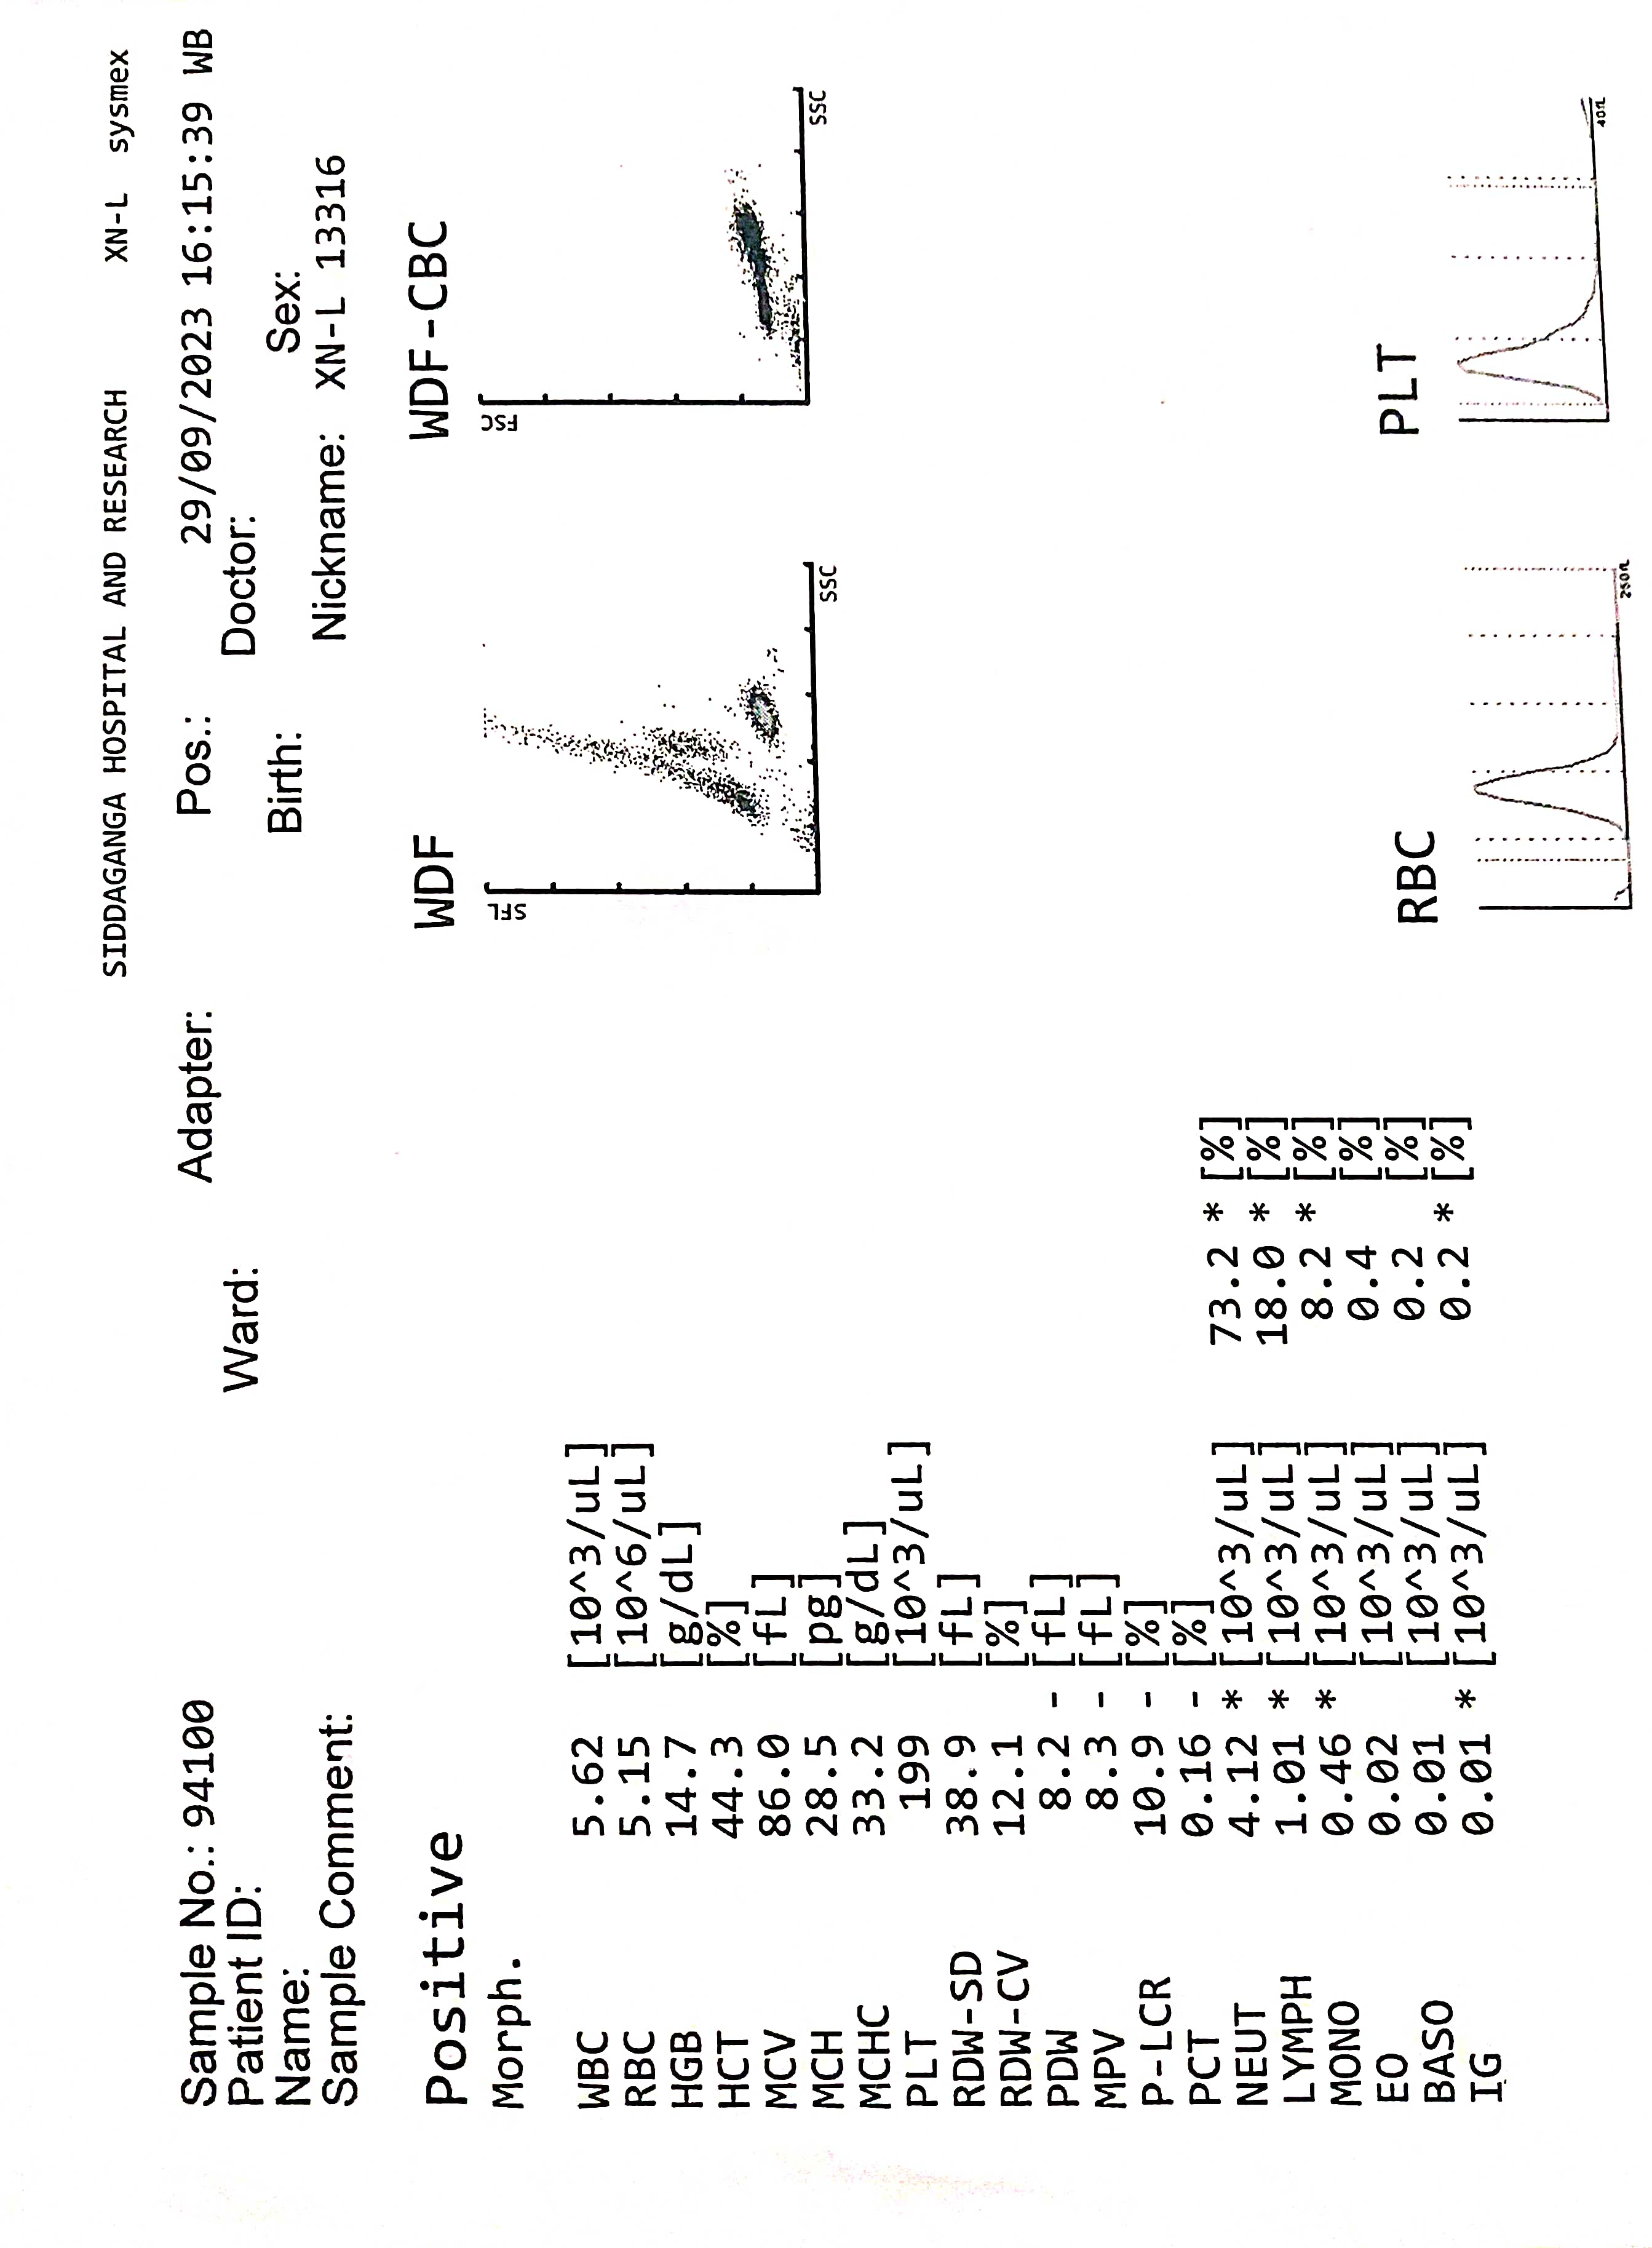 SIDDAGANGA HOSPITAL AND RESEARCH XN-L sysmex
Sample No.: 94100 Adapter: Pos.: 29/09/2023 16:15:39 WB
Patient ID: Ward: Doctor:
Name: Birth: Sex:
Sample Comment: Nickname: XN-L 13316
Positive WDF WDF-CBC
Morph. SFL SSC FSC SSC
WBC 5.62 [10^3/uL]
RBC 5.15 [10^6/uL]
HGB 14.7 [g/dL]
HCT 44.3 [%]
MCV 86.0 [fL]
MCH 28.5 [pg]
MCHC 33.2 [g/dL]
PLT 199 [10^3/uL]
RDW-SD 38.9 [fL]
RDW-CV 12.1 [%]
PDW 8.2 - [fL]
MPV 8.3 - [fL]
P-LCR 10.9 - [%]
PCT 0.16 - [%]
NEUT 4.12 * [10^3/uL] 73.2 * [%]
LYMPH 1.01 * [10^3/uL] 18.0 * [%]
MONO 0.46 * [10^3/uL] 8.2 * [%]
EO 0.02 [10^3/uL] 0.4 [%]
BASO 0.01 [10^3/uL] 0.2 [%]
IG 0.01 * [10^3/uL] 0.2 * [%]
RBC PLT
250fL 40fL